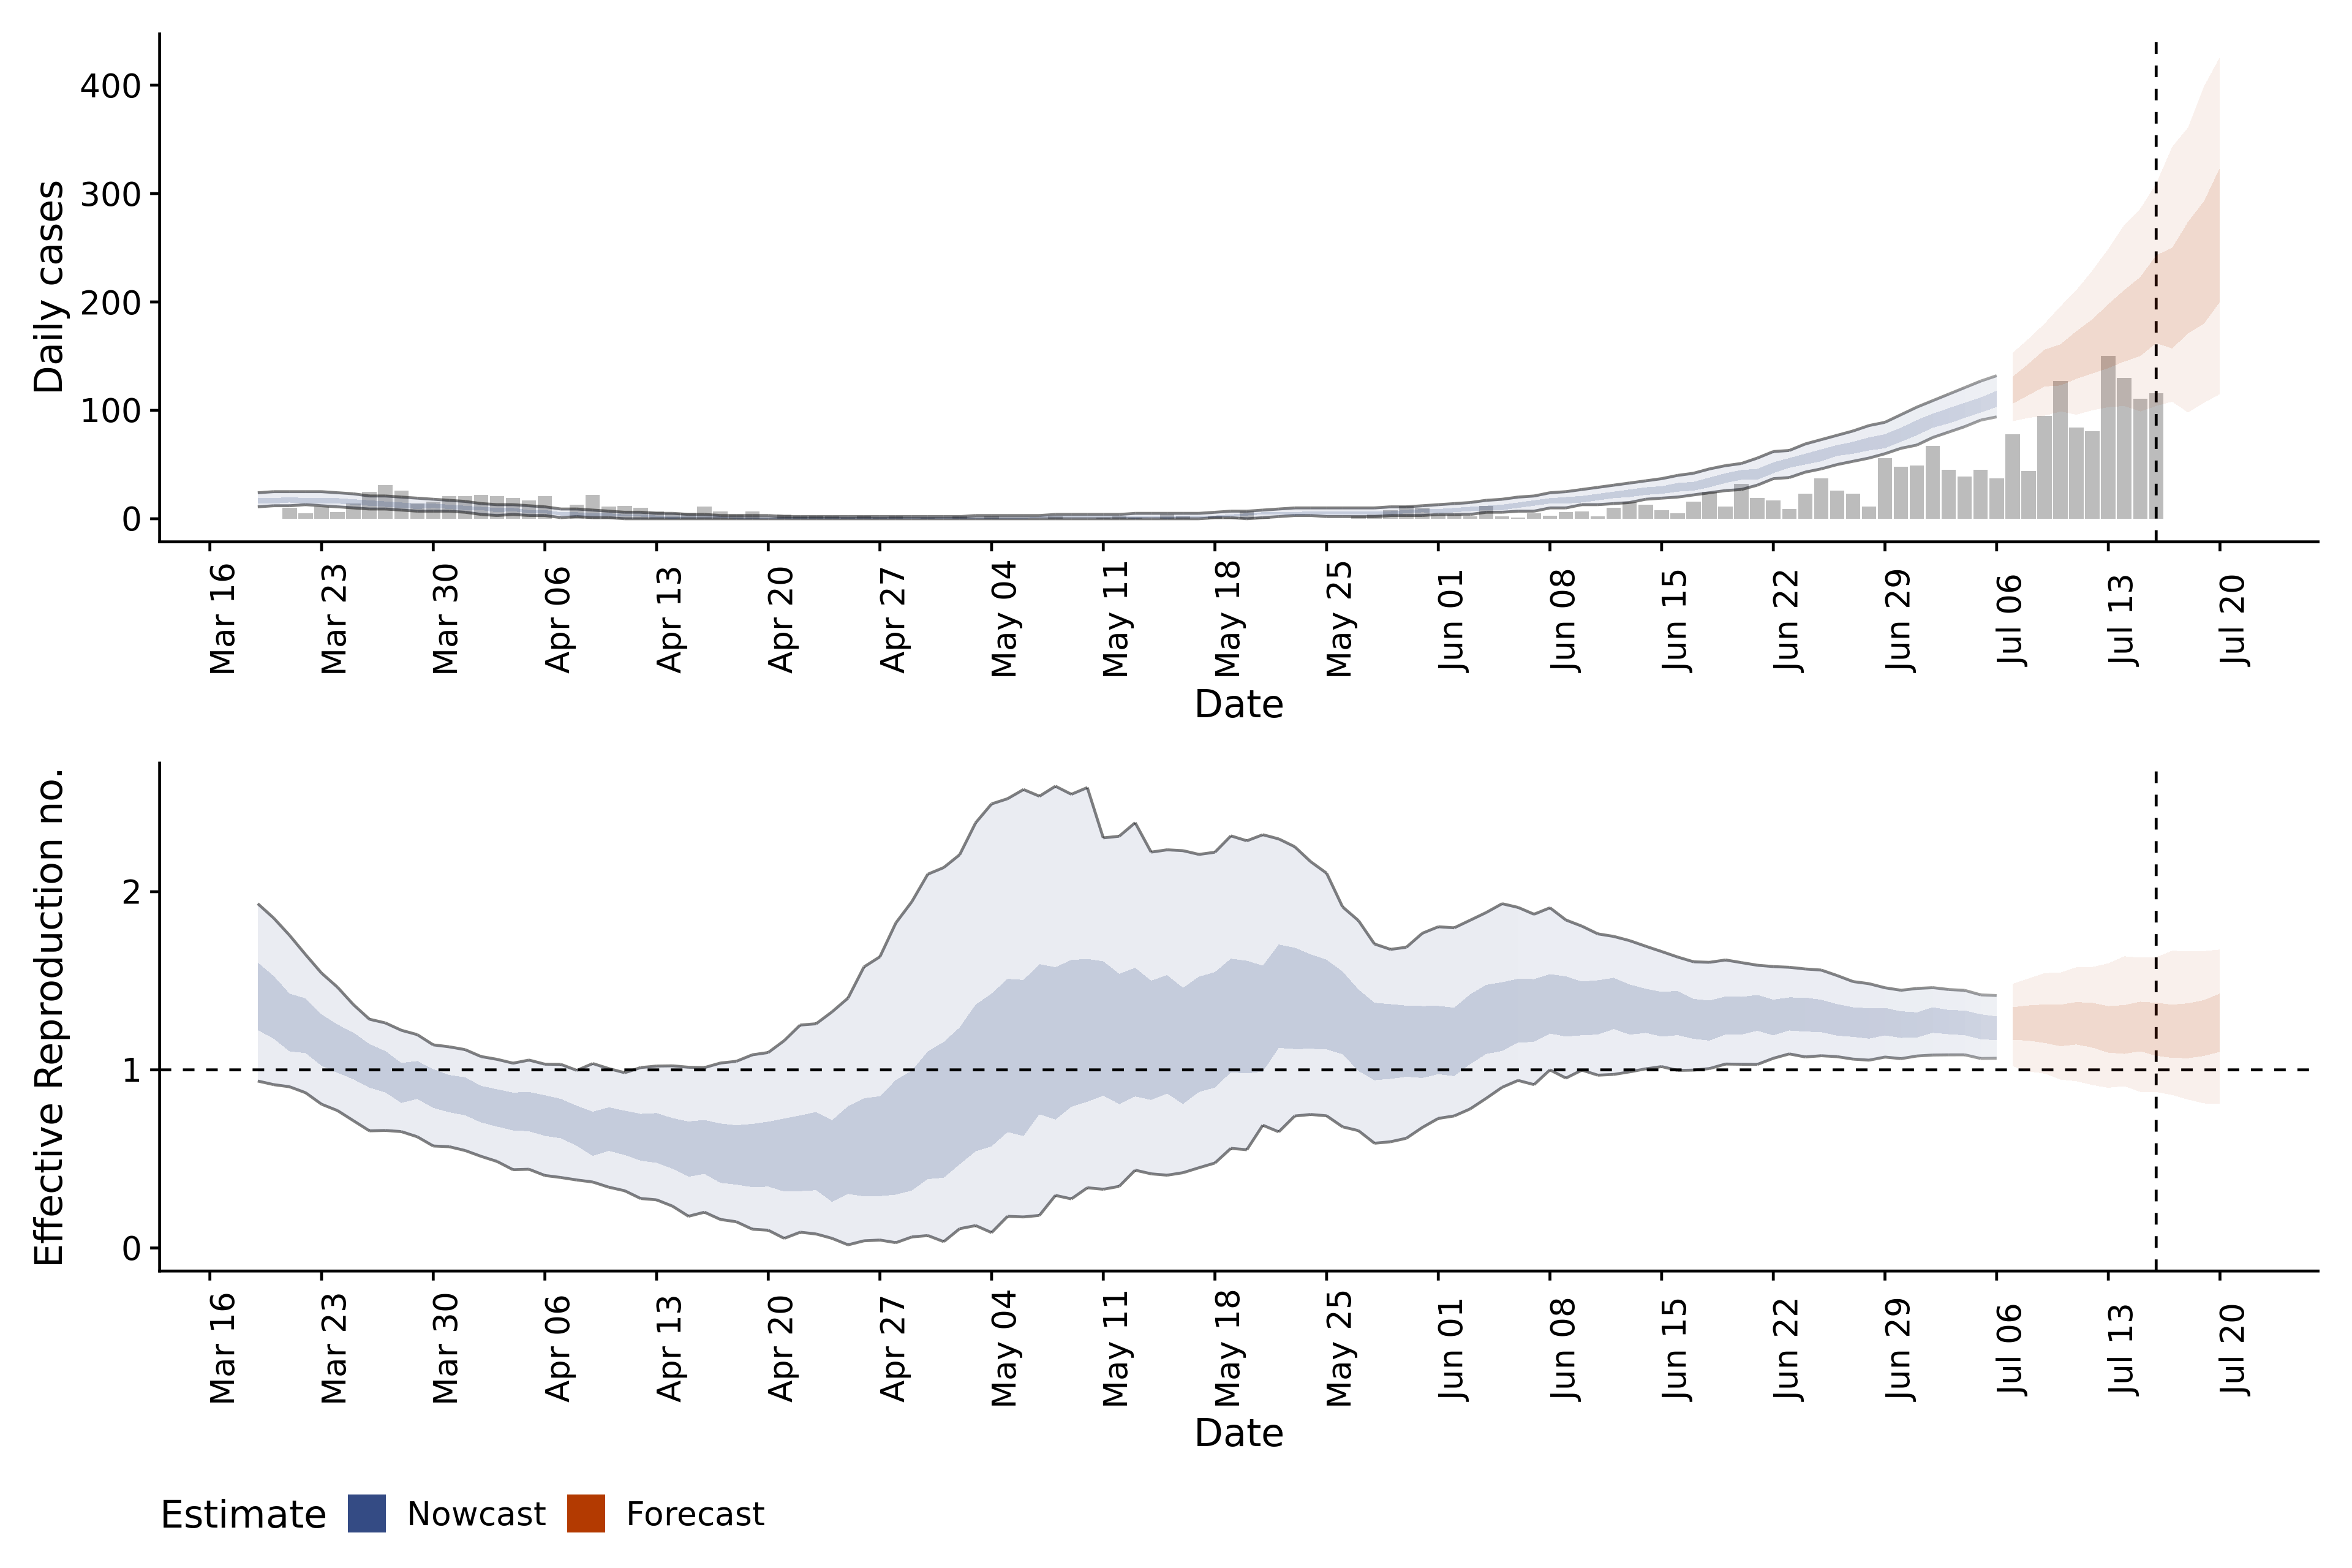 400
300
200
100
0
Daily cases
Mar 16
Mar 23
Mar 30
Apr 06
Apr 13
Apr 20
Apr 27
May 04
May 11
May 18
May 25
Jun 01
Jun 08
Jun 15
Jun 22
Jun 29
Jul 06
Jul 13
Jul 20
Date
2
1
0
Effective Reproduction no.
Mar 16
Mar 23
Mar 30
Apr 06
Apr 13
Apr 20
Apr 27
May 04
May 11
May 18
May 25
Jun 01
Jun 08
Jun 15
Jun 22
Jun 29
Jul 06
Jul 13
Jul 20
Date
Estimate Nowcast Forecast